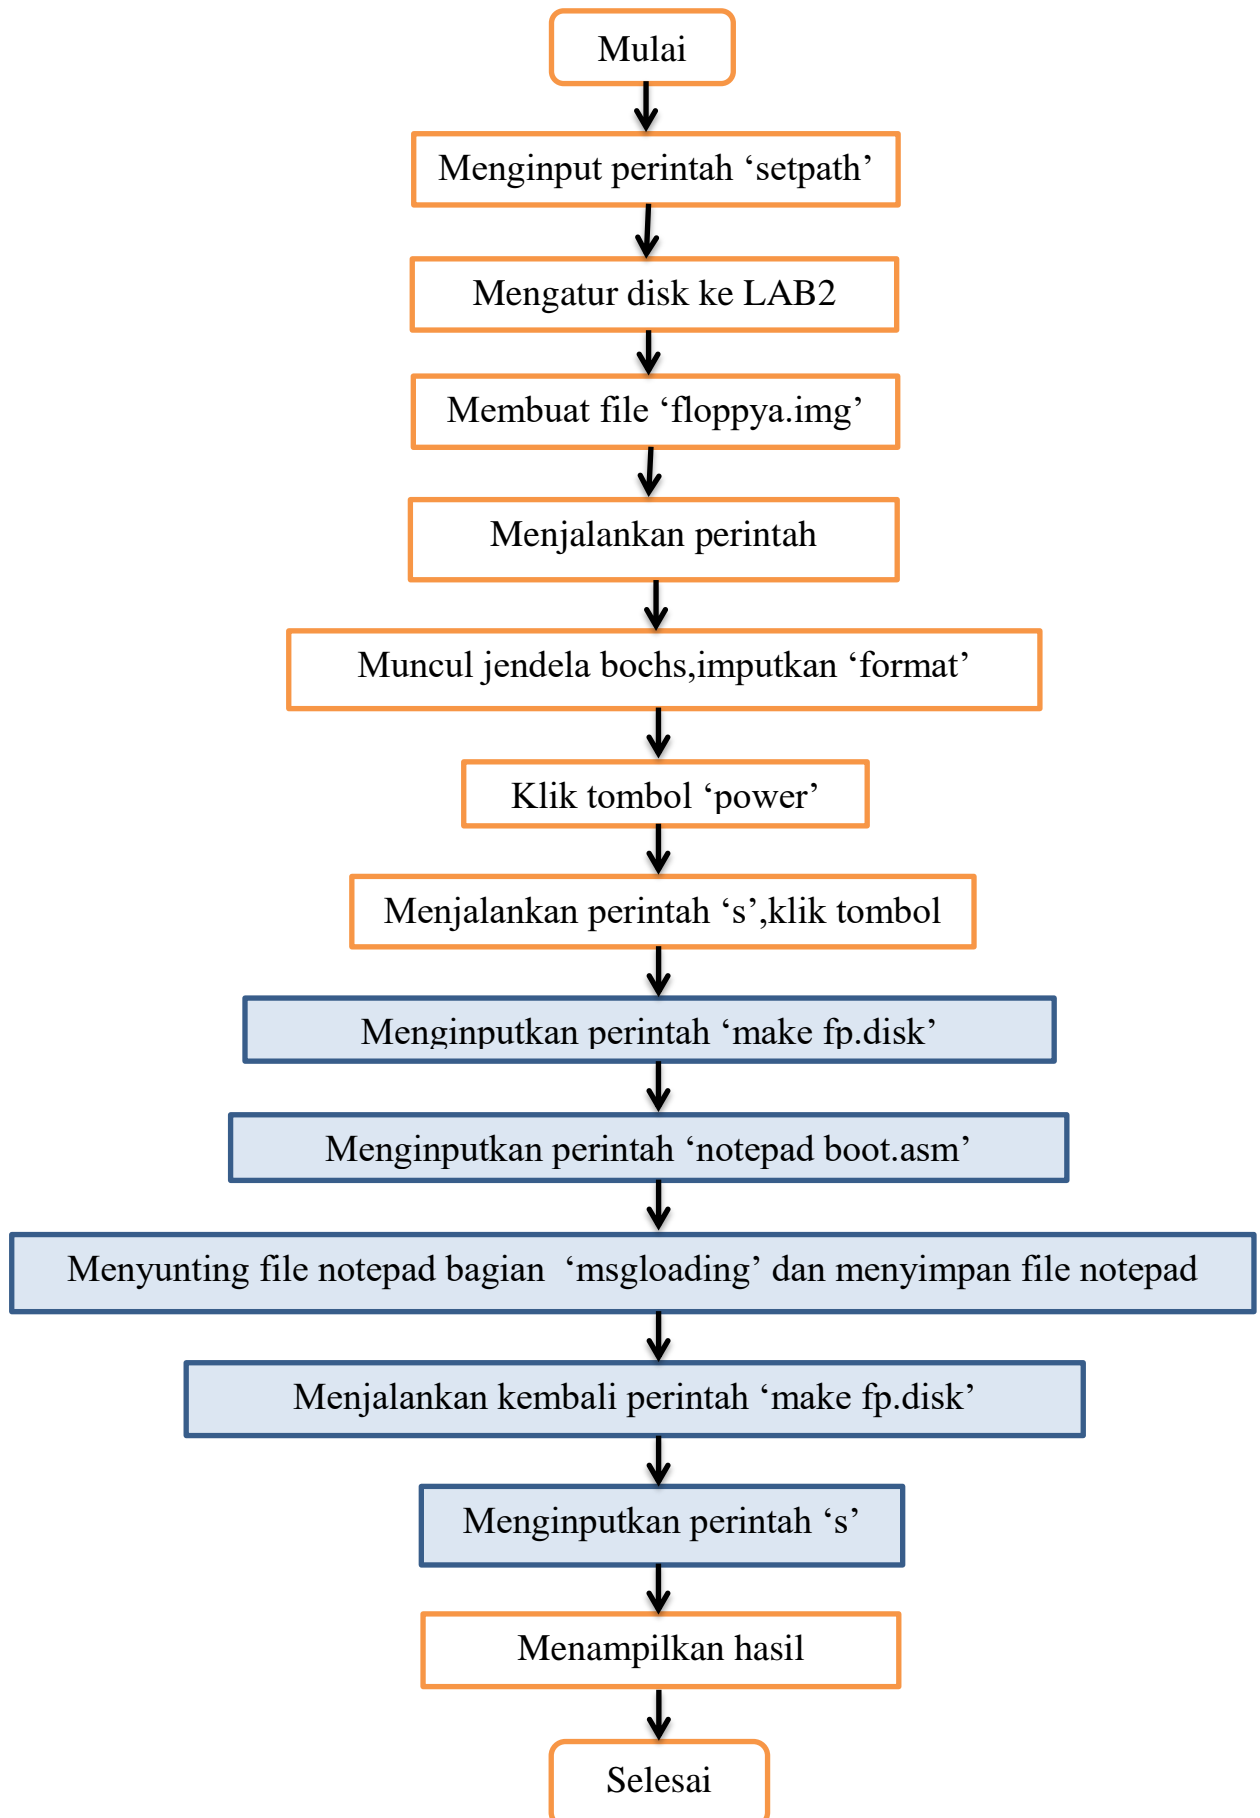 Mulai
Menginput perintah ‘setpath’
Mengatur disk ke LAB2
Membuat file ‘floppya.img’
Menjalankan perintah
Muncul jendela bochs,imputkan ‘format’
Klik tombol ‘power’
Menjalankan perintah ‘s’,klik tombol
Menginputkan perintah ‘make fp.disk’
Menginputkan perintah ‘notepad boot.asm’
Menyunting file notepad bagian  ‘msgloading’ dan menyimpan file notepad
Menjalankan kembali perintah ‘make fp.disk’
Menginputkan perintah ‘s’
Menampilkan hasil
Selesai